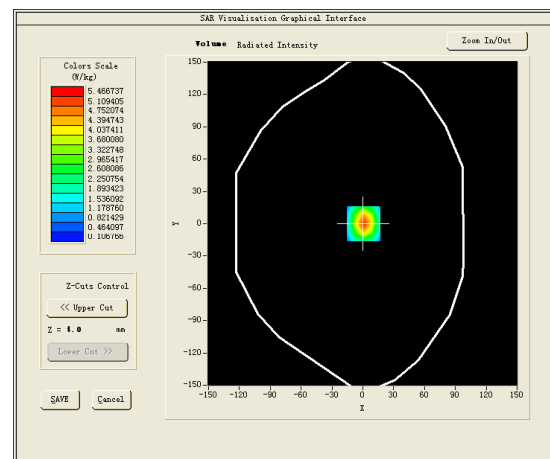 SAR Visualisation Graphical Interface
Volume Radiated Intensity
Zoom In/Out
Colors Scale
(W/kg)
5.466737
5.109405
4.752074
4.394743
4.037411
3.680080
3.322748
2.965417
2.608086
2.250754
1.893423
1.536092
1.178760
0.821429
0.464097
0.106766
150
120
90
60
30
0
-30
-60
-90
-120
-150
Y
-150 -120 -90 -60 -30 0 30 60 90 120 150
X
Z-Cuts Control
<< Upper Cut
Z = 4.0 mm
Lower Cut >>
SAVE Cancel